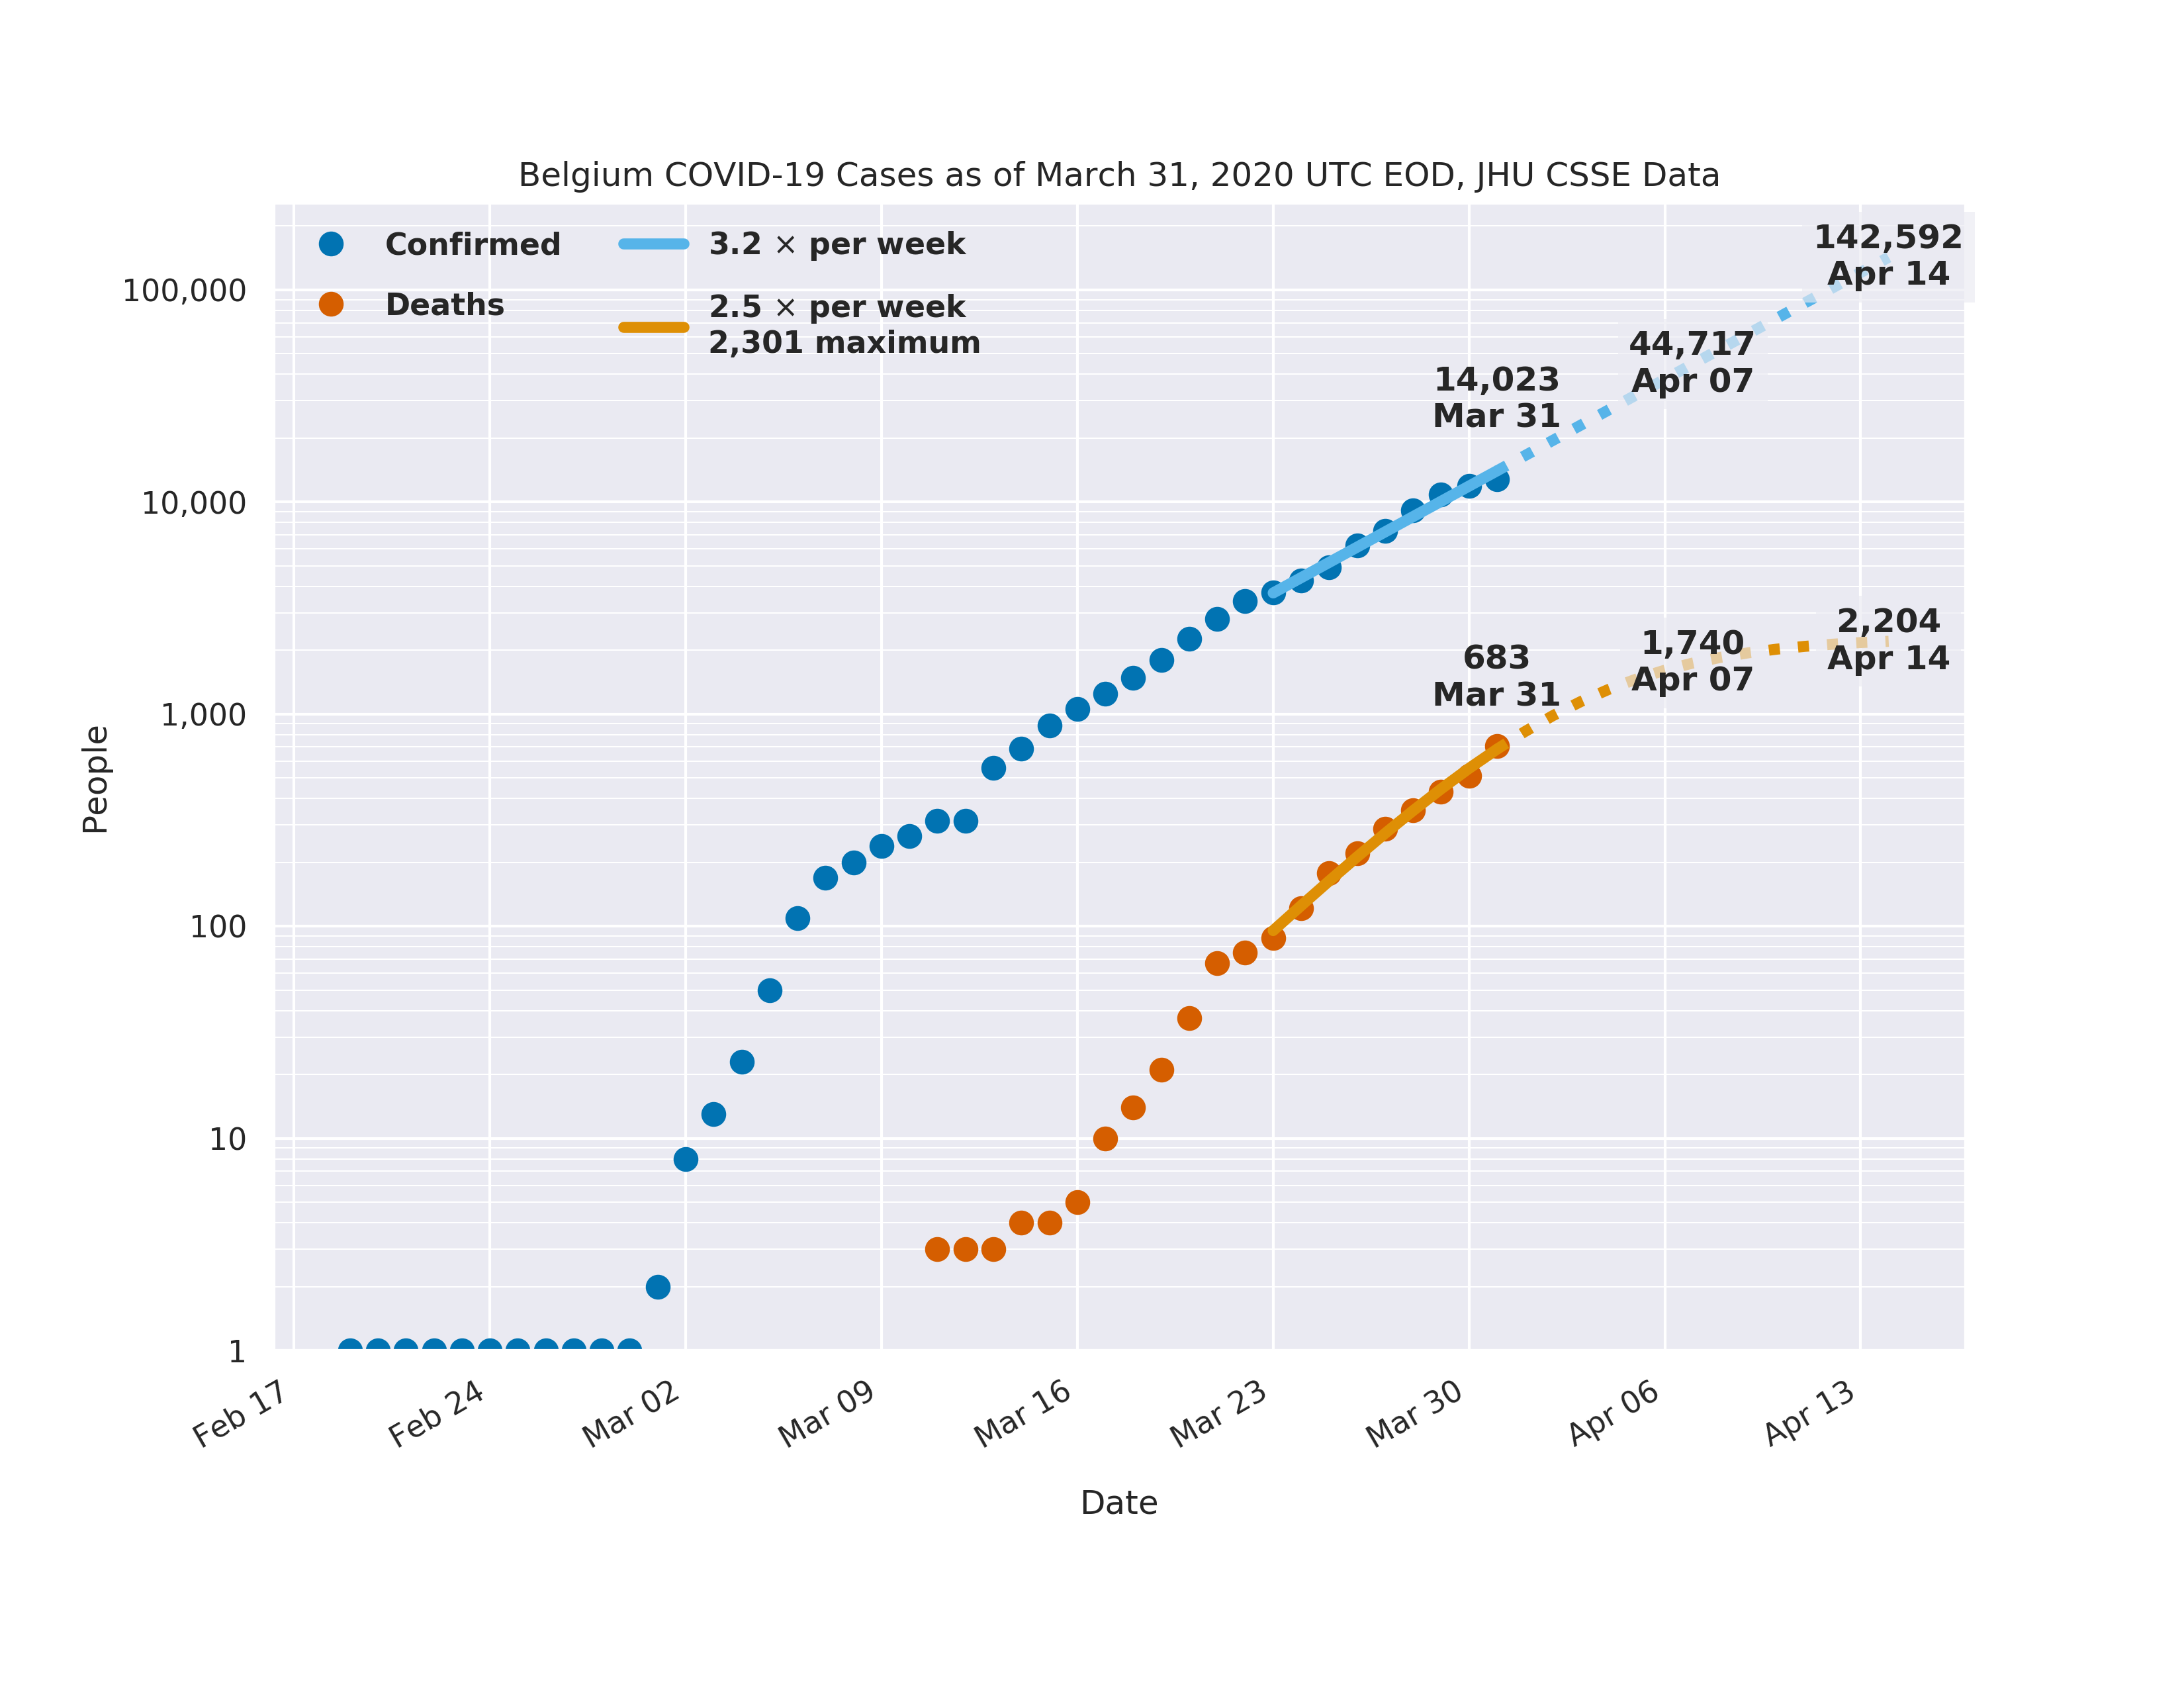 Belgium COVID-19 Cases as of March 31, 2020 UTC EOD, JHU CSSE Data
Confirmed
Deaths
3.2 × per week
2.5 × per week
2,301 maximum
142,592
Apr 14
44,717
Apr 07
14,023
Mar 31
2,204
Apr 14
1,740
Apr 07
683
Mar 31
People
100,000
10,000
1,000
100
10
1
Feb 17
Feb 24
Mar 02
Mar 09
Mar 16
Mar 23
Mar 30
Apr 06
Apr 13
Date